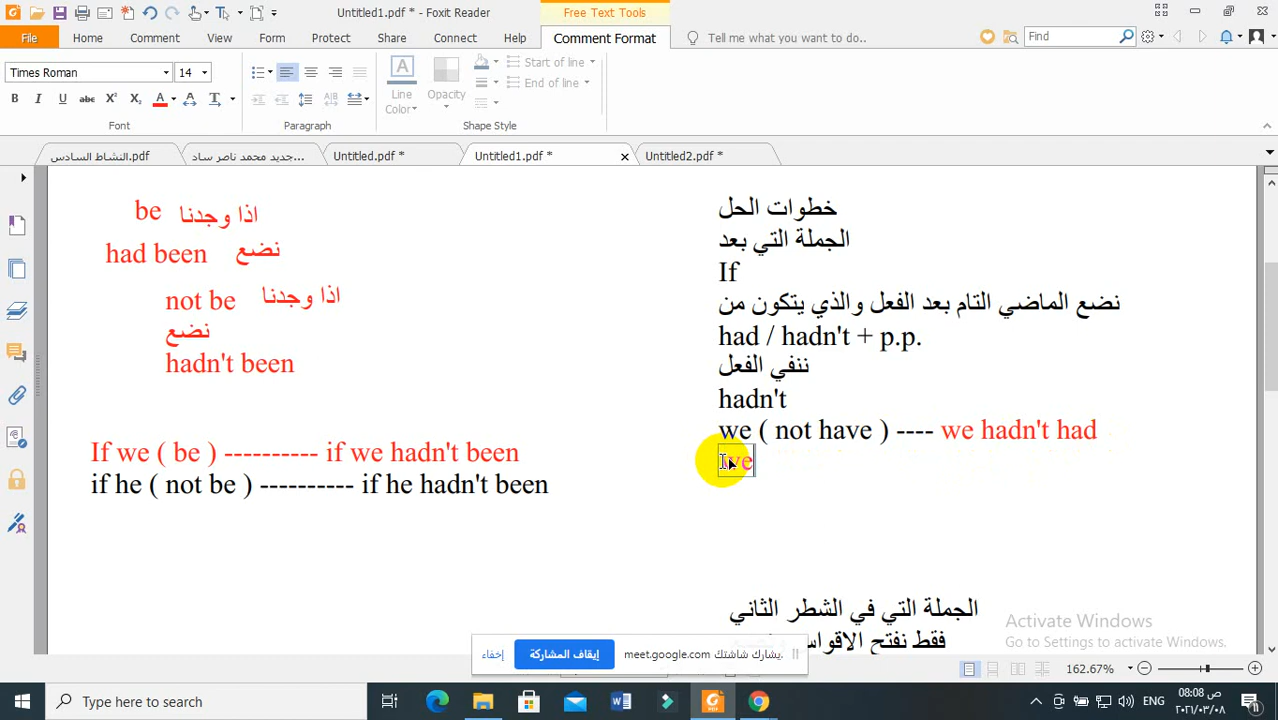 Untitled1.pdf * - Foxit Reader
Free Text Tools
File Home Comment View Form Protect Share Connect Help Comment Format
Tell me what you want to do..
Find
Times Roman 14
Start of line
End of line
Line Color
Opacity
Font Paragraph Shape Style
النشاط السادس.pdf
جديد محمد ناصر ساد...
Untitled.pdf *
Untitled1.pdf *
Untitled2.pdf *
be اذا وجدنا
had been نضع
not be اذا وجدنا
نضع
hadn't been
If we ( be ) ---------- if we hadn't been
if he ( not be ) ---------- if he hadn't been
خطوات الحل
الجملة التي بعد
If
نضع الماضي التام بعد الفعل والذي يتكون من
had / hadn't + p.p.
ننفي الفعل
hadn't
we ( not have ) ---- we hadn't had
we
الجملة التي في الشطر الثاني
فقط نفتح الاقواس
Activate Windows
Go to Settings to activate Windows.
meet.google.com يشارك شاشتك.
إيقاف المشاركة
إخفاء
162.67%
Type here to search
ENG
08:08 ص
٢٠٢١/٠٣/٠٨